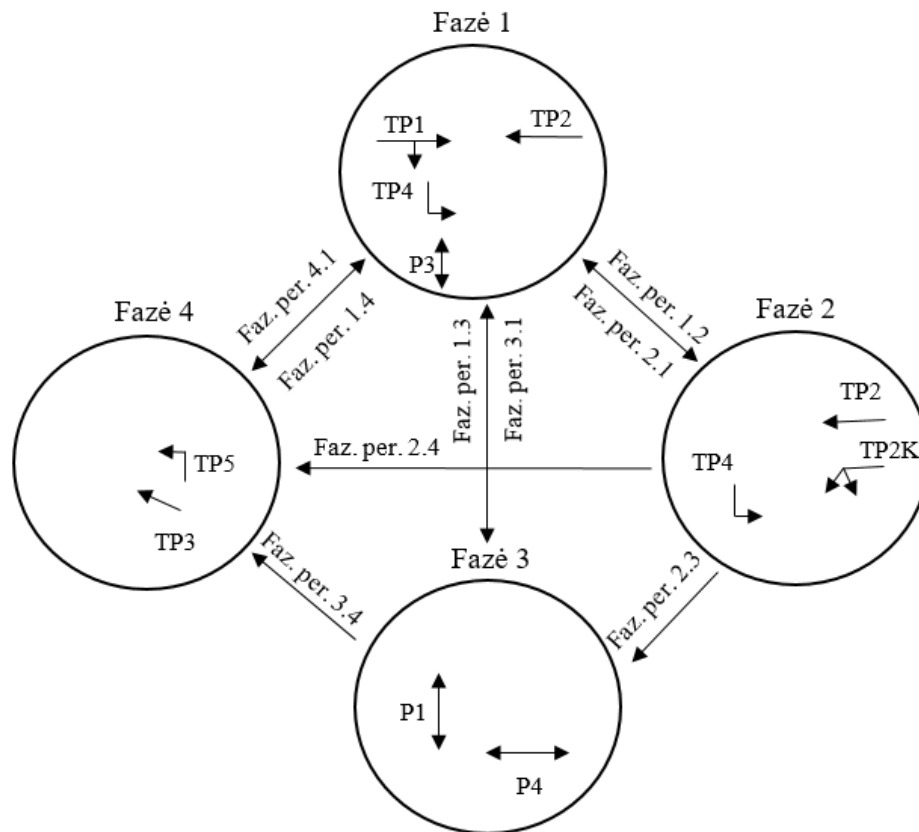 Fazė 1
TP1
TP2
TP4
P3
Faz. per. 4.1
Faz. per. 1.4
Faz. per. 1.3
Faz. per. 3.1
Faz. per. 1.2
Faz. per. 2.1
Fazė 4
TP5
TP3
Faz. per. 2.4
Fazė 2
TP2
TP2K
TP4
Faz. per. 3.4
Faz. per. 2.3
Fazė 3
P1
P4